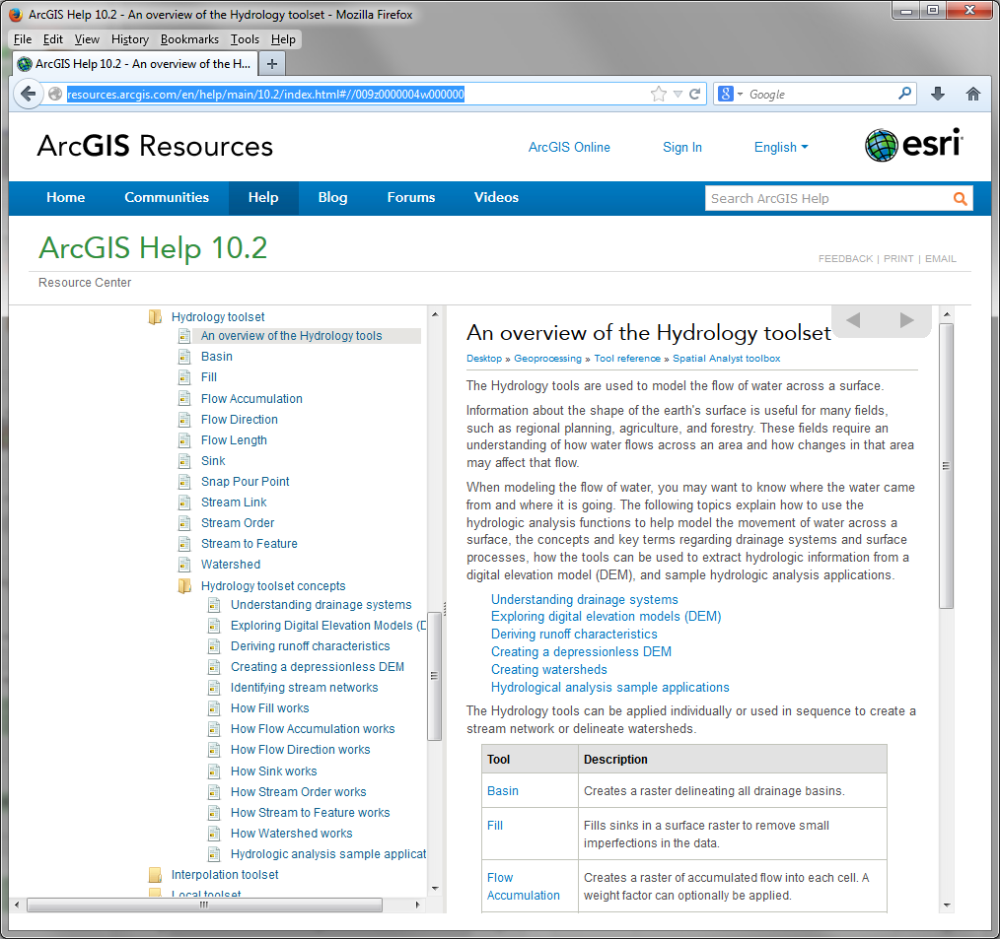 ArcGIS Help 10.2 - An overview of the Hydrology toolset - Mozilla Firefox
File Edit View History Bookmarks Tools Help
ArcGIS Help 10.2 - An overview of the H...
resources.arcgis.com/en/help/main/10.2/index.html#//009z0000004w000000
Google
ArcGIS Resources
ArcGIS Online
Sign In
English
esri
Home Communities Help Blog Forums Videos
Search ArcGIS Help
ArcGIS Help 10.2
FEEDBACK | PRINT | EMAIL
Resource Center
Hydrology toolset
An overview of the Hydrology tools
Basin
Fill
Flow Accumulation
Flow Direction
Flow Length
Sink
Snap Pour Point
Stream Link
Stream Order
Stream to Feature
Watershed
Hydrology toolset concepts
Understanding drainage systems
Exploring Digital Elevation Models (D
Deriving runoff characteristics
Creating a depressionless DEM
Identifying stream networks
How Fill works
How Flow Accumulation works
How Flow Direction works
How Sink works
How Stream Order works
How Stream to Feature works
How Watershed works
Hydrologic analysis sample applicat
Interpolation toolset
Local toolset
An overview of the Hydrology toolset
Desktop » Geoprocessing » Tool reference » Spatial Analyst toolbox
The Hydrology tools are used to model the flow of water across a surface.
Information about the shape of the earth's surface is useful for many fields,
such as regional planning, agriculture, and forestry. These fields require an
understanding of how water flows across an area and how changes in that area
may affect that flow.
When modeling the flow of water, you may want to know where the water came
from and where it is going. The following topics explain how to use the
hydrologic analysis functions to help model the movement of water across a
surface, the concepts and key terms regarding drainage systems and surface
processes, how the tools can be used to extract hydrologic information from a
digital elevation model (DEM), and sample hydrologic analysis applications.
Understanding drainage systems
Exploring digital elevation models (DEM)
Deriving runoff characteristics
Creating a depressionless DEM
Creating watersheds
Hydrological analysis sample applications
The Hydrology tools can be applied individually or used in sequence to create a
stream network or delineate watersheds.
Tool Description
Basin Creates a raster delineating all drainage basins.
Fill Fills sinks in a surface raster to remove small
imperfections in the data.
Flow Creates a raster of accumulated flow into each cell. A
Accumulation weight factor can optionally be applied.